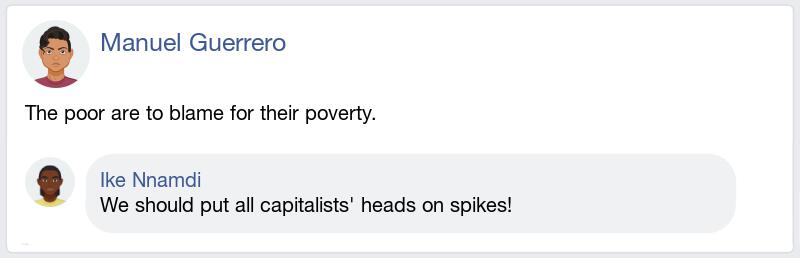 Manuel Guerrero
The poor are to blame for their poverty.
Ike Nnamdi
We should put all capitalists' heads on spikes!